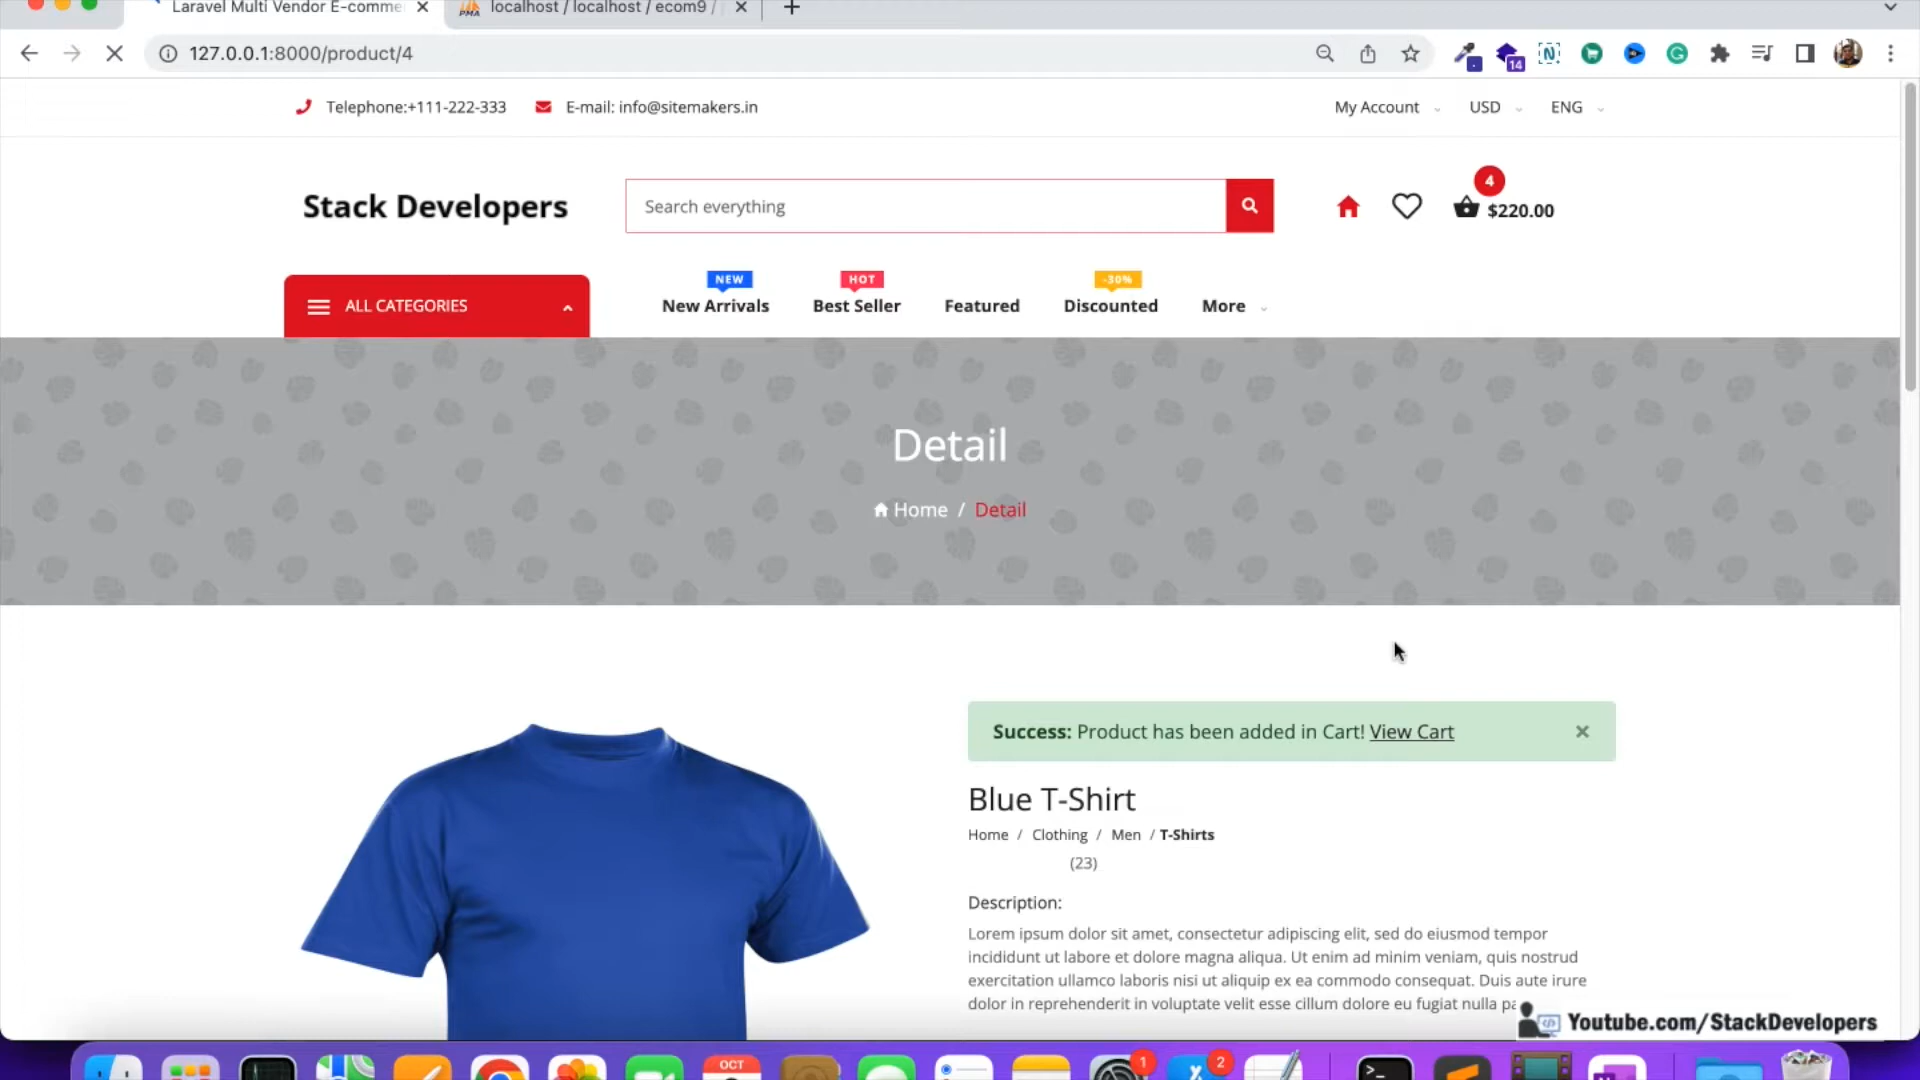 Laravel Multi Vendor E-comme
localhost / localhost / ecom9 /
127.0.0.1:8000/product/4
14
Telephone:+111-222-333
E-mail: info@sitemakers.in
My Account
USD
ENG
Stack Developers
Search everything
4
$220.00
ALL CATEGORIES
NEW
New Arrivals
HOT
Best Seller
Featured
-30%
Discounted
More
Detail
Home / Detail
Success: Product has been added in Cart! View Cart
Blue T-Shirt
Home / Clothing / Men / T-Shirts
(23)
Description:
Lorem ipsum dolor sit amet, consectetur adipiscing elit, sed do eiusmod tempor
incididunt ut labore et dolore magna aliqua. Ut enim ad minim veniam, quis nostrud
exercitation ullamco laboris nisi ut aliquip ex ea commodo consequat. Duis aute irure
dolor in reprehenderit in voluptate velit esse cillum dolore eu fugiat nulla pa
Youtube.com/StackDevelopers
OCT
1
2